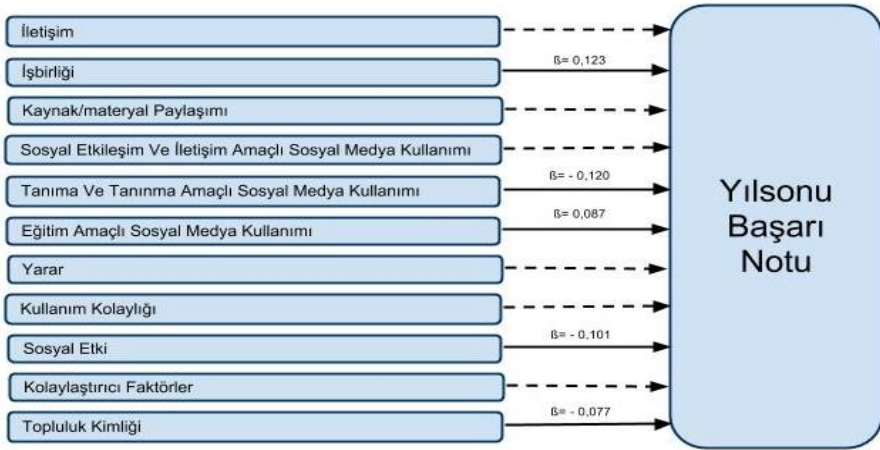 İletişim
İşbirliği
ß= 0,123
Kaynak/materyal Paylaşımı
Sosyal Etkileşim Ve İletişim Amaçlı Sosyal Medya Kullanımı
Tanıma Ve Tanınma Amaçlı Sosyal Medya Kullanımı
ß= - 0,120
Eğitim Amaçlı Sosyal Medya Kullanımı
ß= 0,087
Yarar
Kullanım Kolaylığı
Sosyal Etki
ß= - 0,101
Kolaylaştırıcı Faktörler
Topluluk Kimliği
ß= - 0,077
Yılsonu
Başarı
Notu